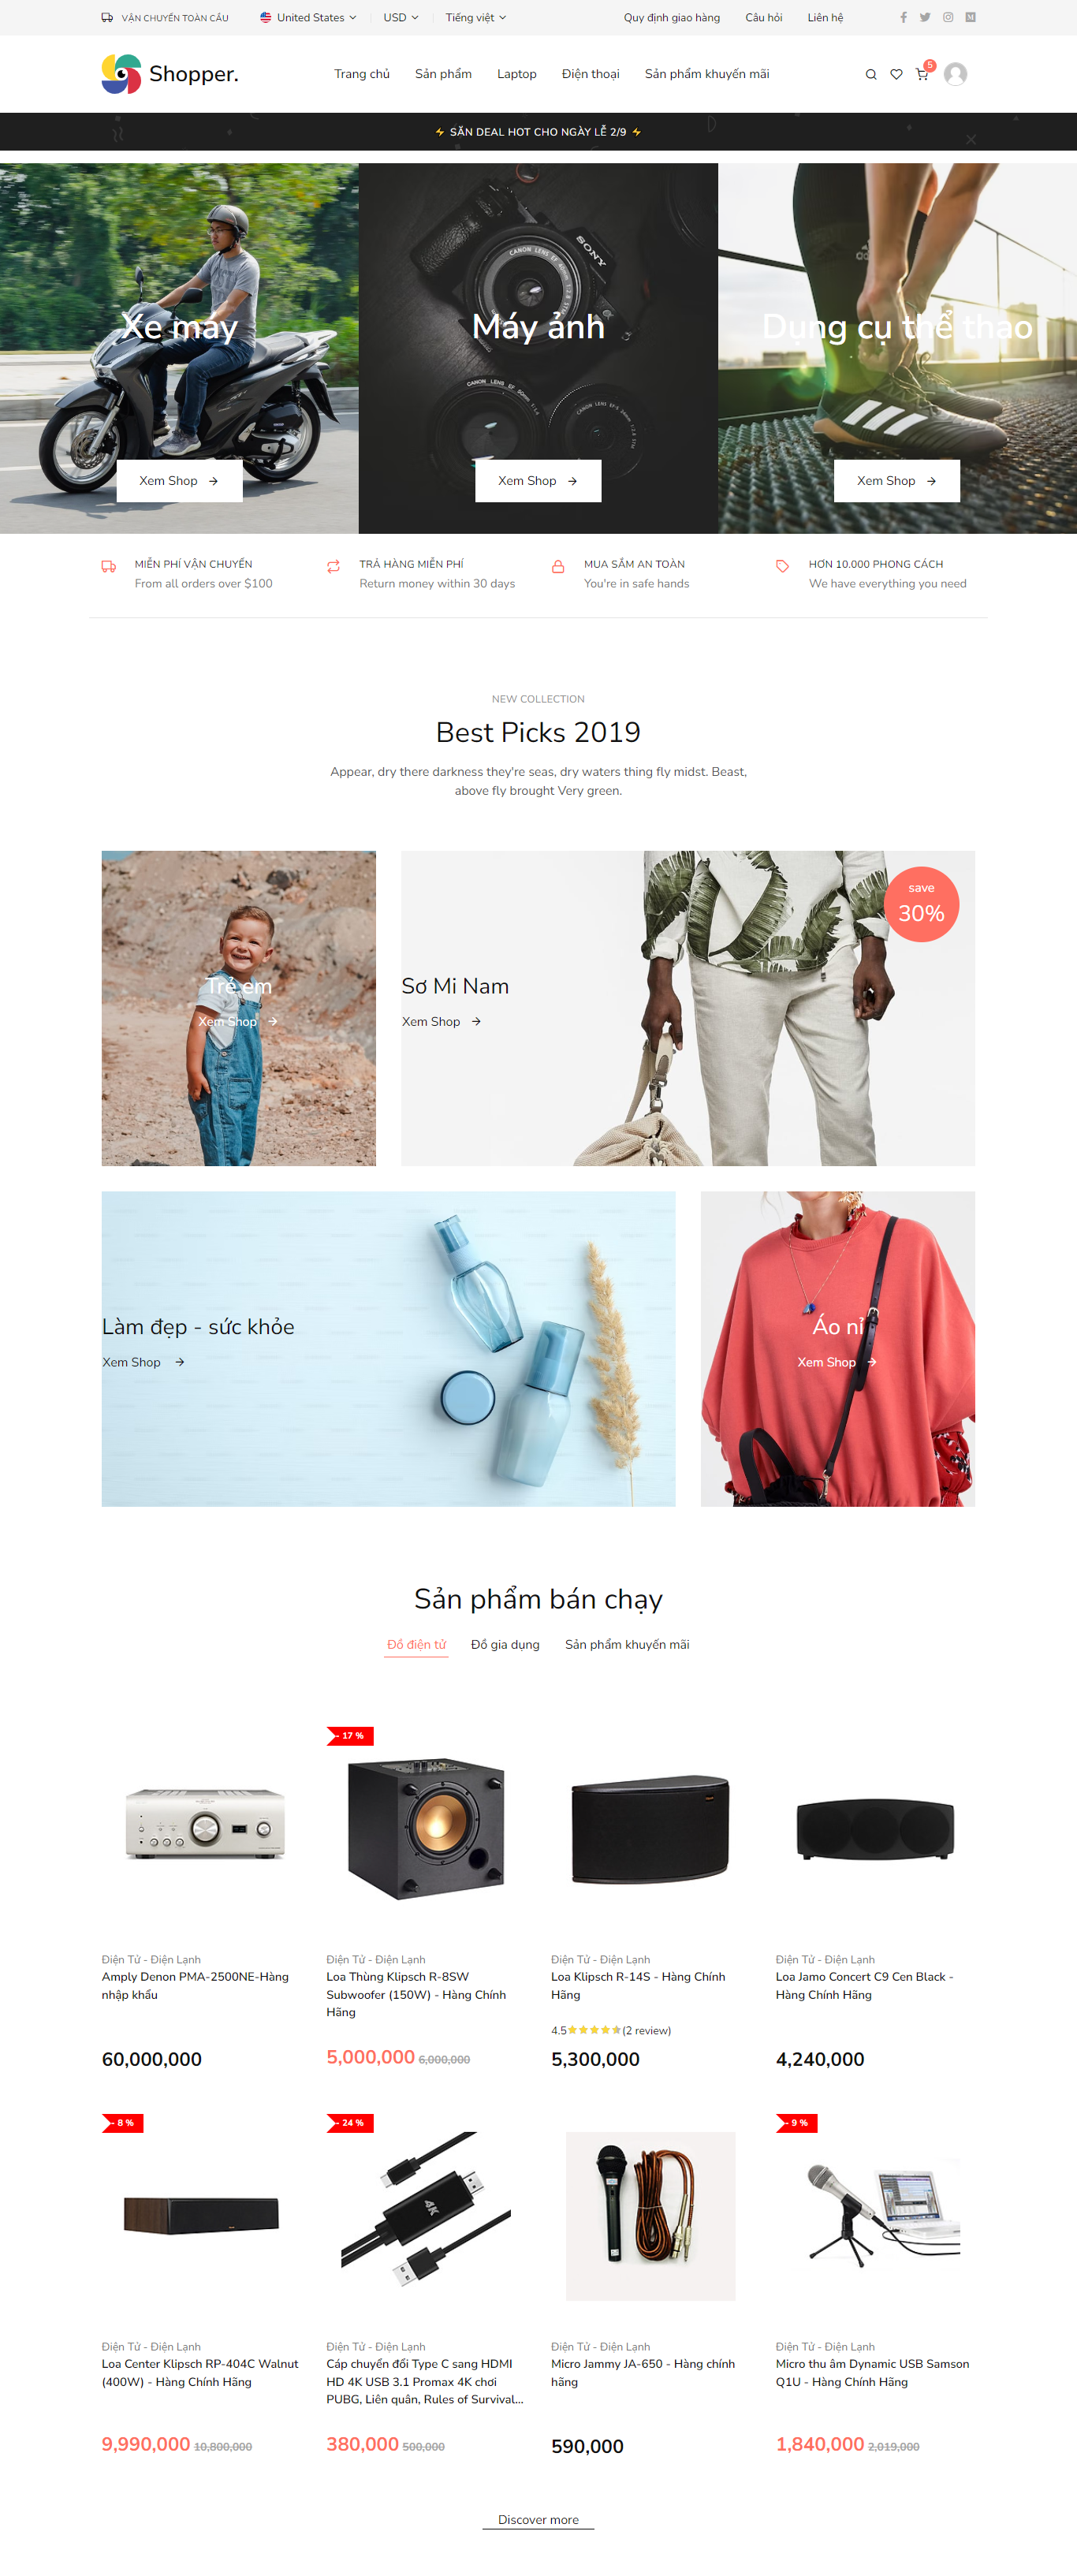 VẬN CHUYỂN TOÀN CẦU
United States
USD
Tiếng việt
Quy định giao hàng
Câu hỏi
Liên hệ
Shopper.
Trang chủ
Sản phẩm
Laptop
Điện thoại
Sản phẩm khuyến mãi
5
⚡ SĂN DEAL HOT CHO NGÀY LỄ 2/9 ⚡
SONY
Xe máy
Máy ảnh
Dụng cụ thể thao
Xem Shop
Xem Shop
Xem Shop
MIỄN PHÍ VẬN CHUYỂN
From all orders over $100
TRẢ HÀNG MIỄN PHÍ
Return money within 30 days
MUA SẮM AN TOÀN
You're in safe hands
HƠN 10.000 PHONG CÁCH
We have everything you need
NEW COLLECTION
Best Picks 2019
Appear, dry there darkness they're seas, dry waters thing fly midst. Beast,
above fly brought Very green.
Trẻ em
Xem Shop
save
30%
Sơ Mi Nam
Xem Shop
Làm đẹp - sức khỏe
Xem Shop
Áo nỉ
Xem Shop
Sản phẩm bán chạy
Đồ điện tử
Đồ gia dụng
Sản phẩm khuyến mãi
Điện Tử - Điện Lạnh
Amply Denon PMA-2500NE-Hàng
nhập khẩu
60,000,000
- 17 %
Điện Tử - Điện Lạnh
Loa Thùng Klipsch R-8SW
Subwoofer (150W) - Hàng Chính
Hãng
5,000,000 6,000,000
Điện Tử - Điện Lạnh
Loa Klipsch R-14S - Hàng Chính
Hãng
4.5 (2 review)
5,300,000
Điện Tử - Điện Lạnh
Loa Jamo Concert C9 Cen Black -
Hàng Chính Hãng
4,240,000
- 8 %
Điện Tử - Điện Lạnh
Loa Center Klipsch RP-404C Walnut
(400W) - Hàng Chính Hãng
9,990,000 10,800,000
- 24 %
4K
Điện Tử - Điện Lạnh
Cáp chuyển đổi Type C sang HDMI
HD 4K USB 3.1 Promax 4K chơi
PUBG, Liên quân, Rules of Survival...
380,000 500,000
Điện Tử - Điện Lạnh
Micro Jammy JA-650 - Hàng chính
hãng
590,000
- 9 %
Điện Tử - Điện Lạnh
Micro thu âm Dynamic USB Samson
Q1U - Hàng Chính Hãng
1,840,000 2,019,000
Discover more